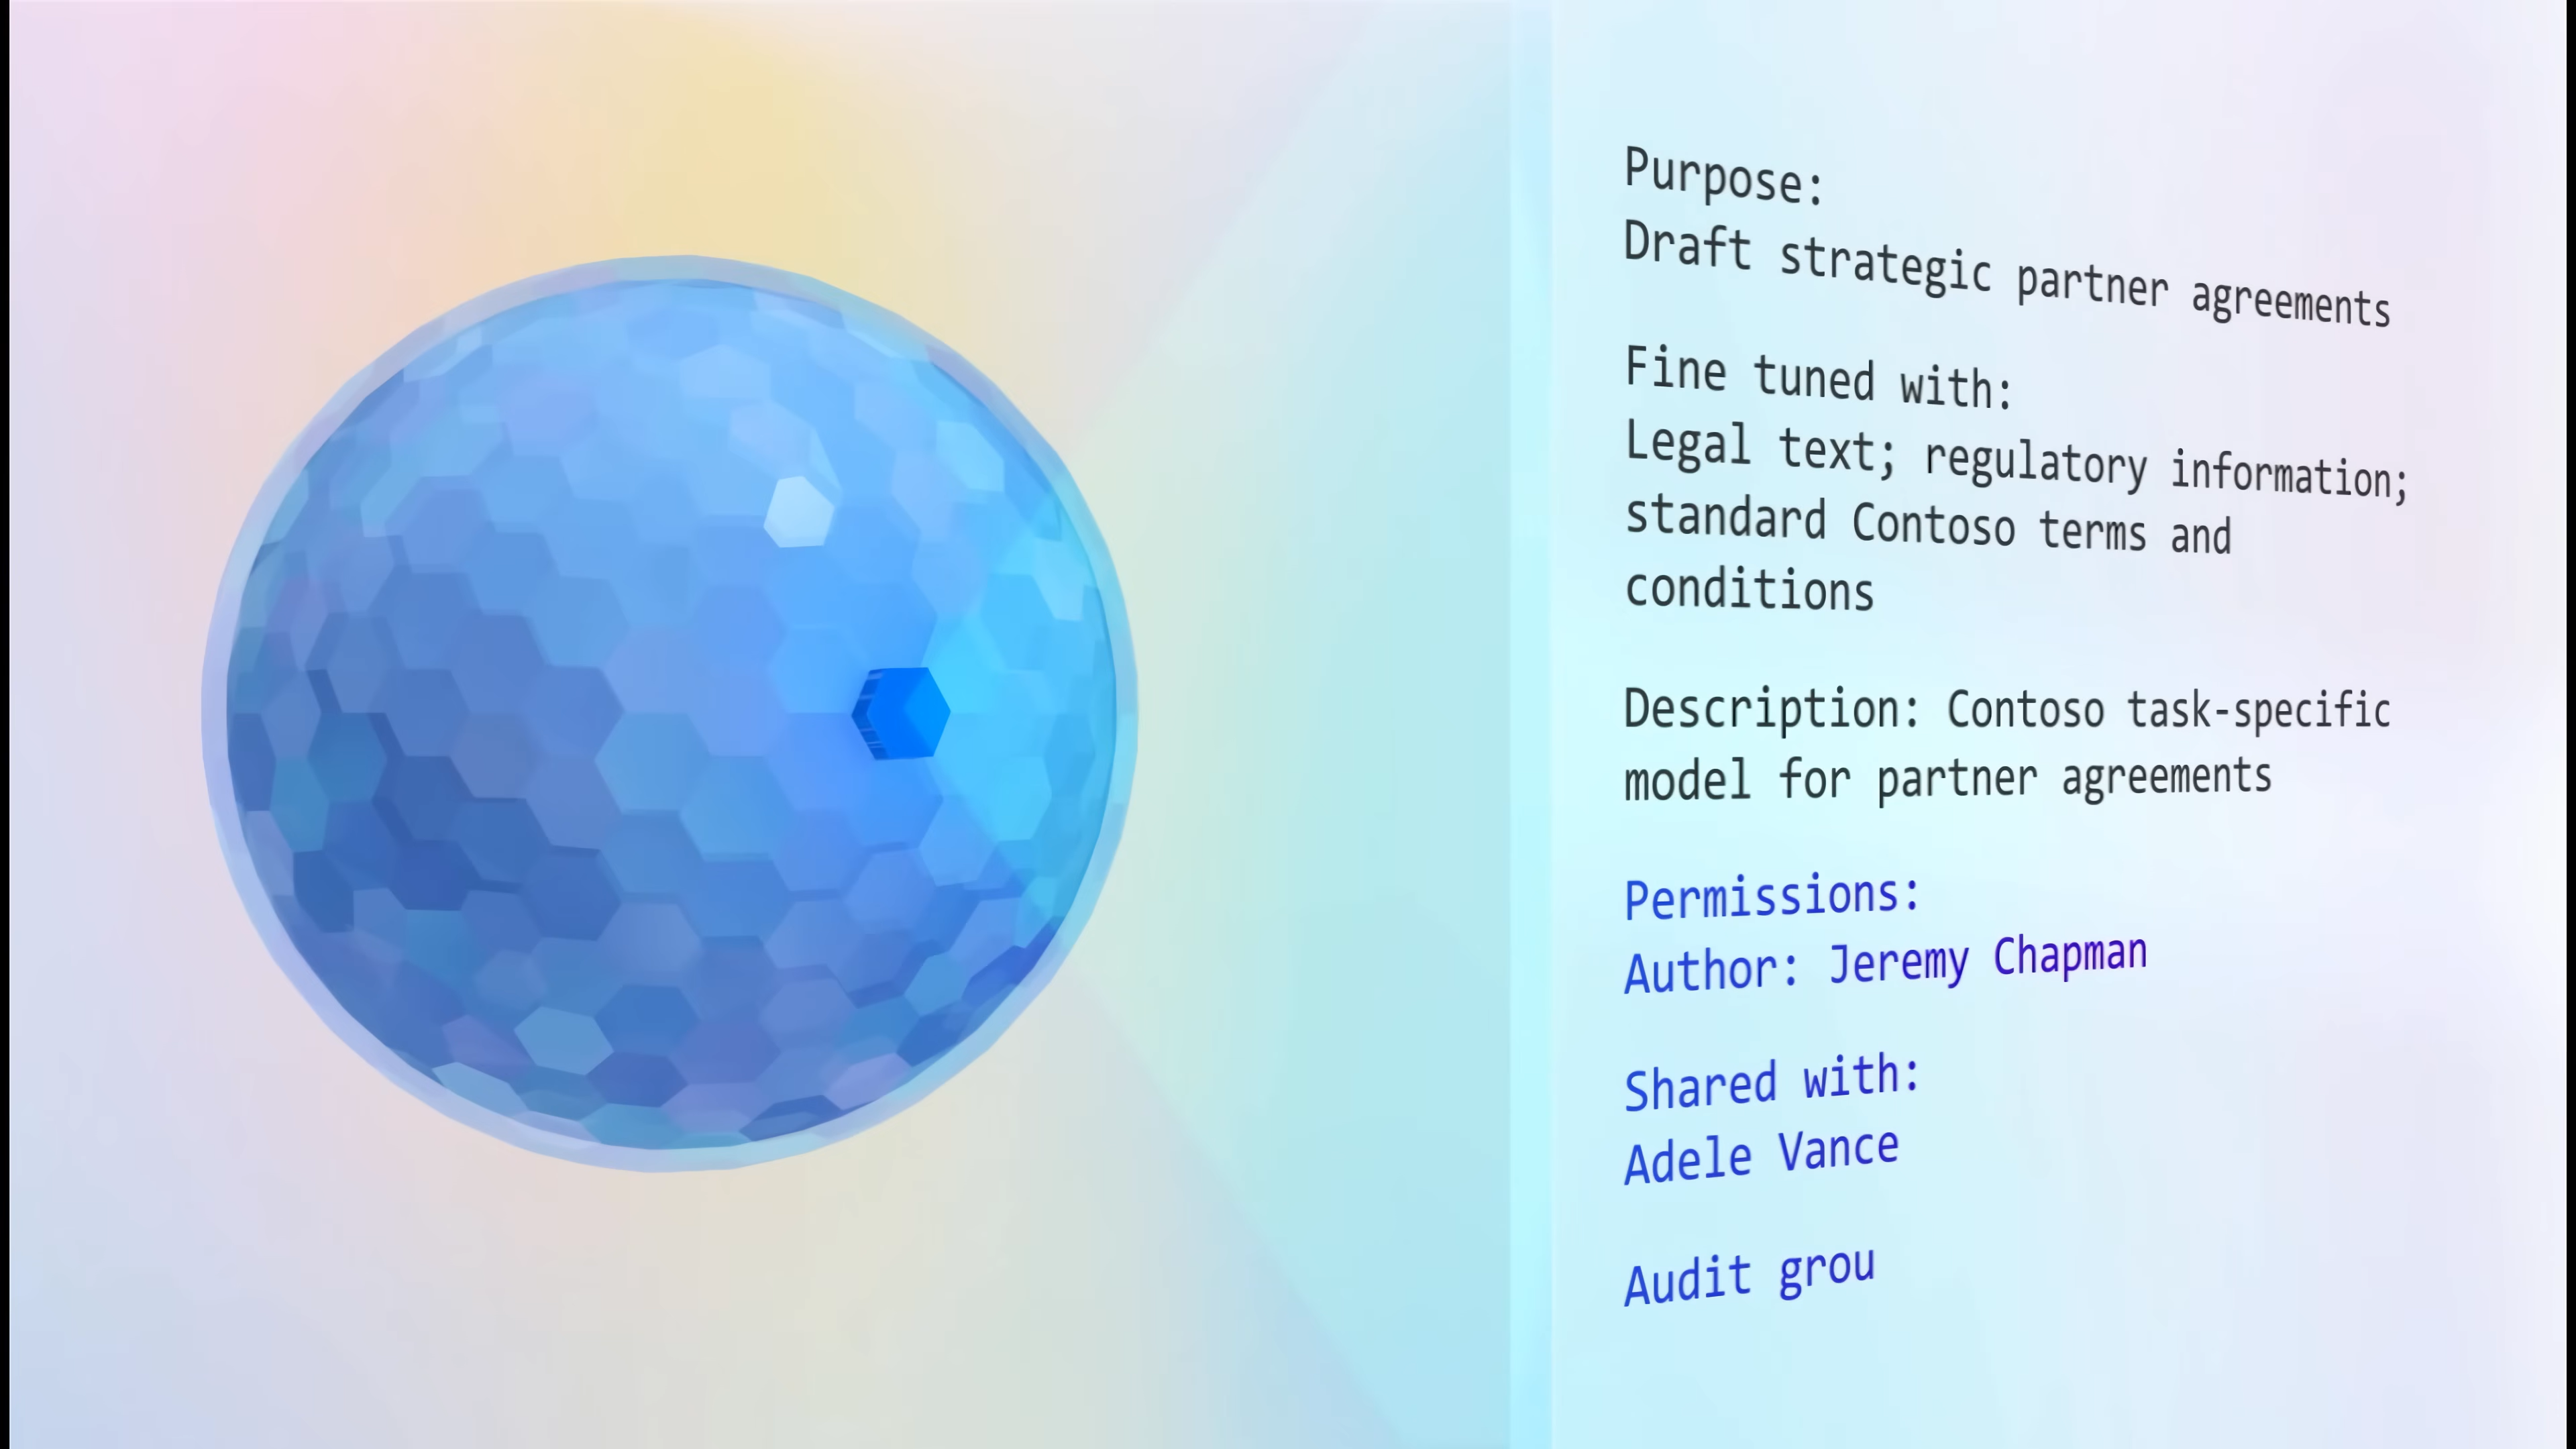 Purpose:
Draft strategic partner agreements
Fine tuned with:
Legal text; regulatory information;
standard Contoso terms and
conditions
Description: Contoso task-specific
model for partner agreements
Permissions:
Author: Jeremy Chapman
Shared with:
Adele Vance
Audit grou